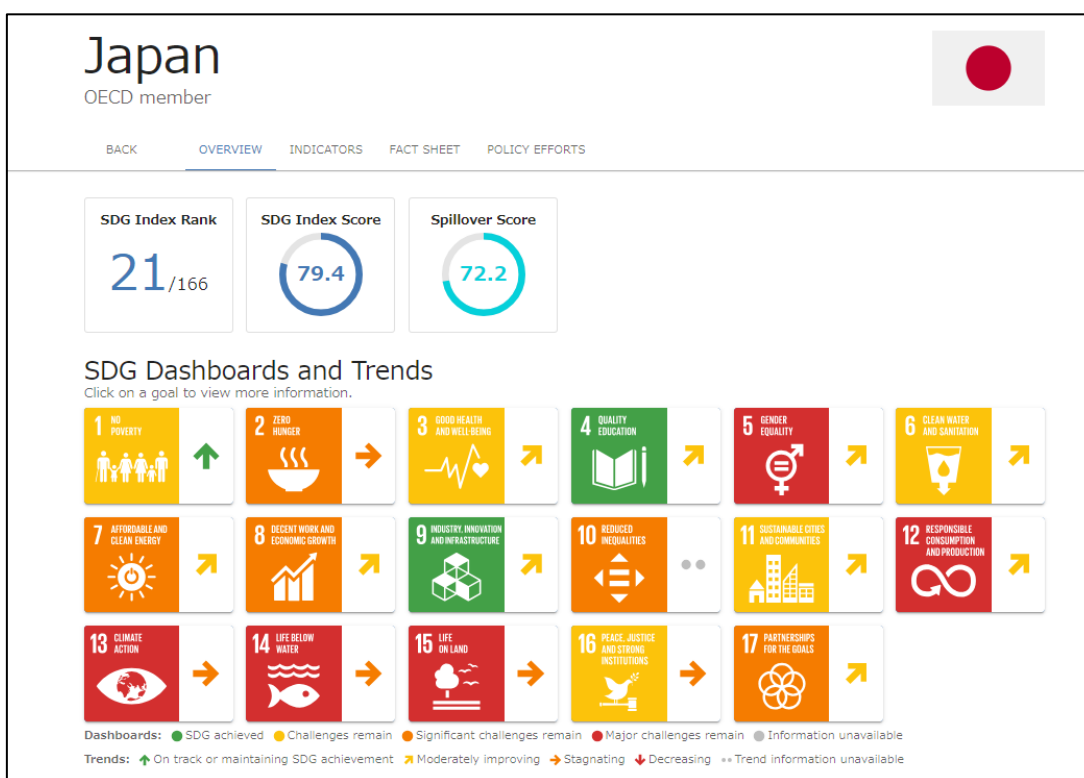 Japan
OECD member
BACK OVERVIEW INDICATORS FACT SHEET POLICY EFFORTS
SDG Index Rank
21/166
SDG Index Score
79.4
Spillover Score
72.2
SDG Dashboards and Trends
Click on a goal to view more information.
1 NO
POVERTY
2 ZERO
HUNGER
3 GOOD HEALTH
AND WELL-BEING
4 QUALITY
EDUCATION
5 GENDER
EQUALITY
6 CLEAN WATER
AND SANITATION
7 AFFORDABLE AND
CLEAN ENERGY
8 DECENT WORK AND
ECONOMIC GROWTH
9 INDUSTRY, INNOVATION
AND INFRASTRUCTURE
10 REDUCED
INEQUALITIES
11 SUSTAINABLE CITIES
AND COMMUNITIES
12 RESPONSIBLE
CONSUMPTION
AND PRODUCTION
13 CLIMATE
ACTION
14 LIFE BELOW
WATER
15 LIFE
ON LAND
16 PEACE, JUSTICE
AND STRONG
INSTITUTIONS
17 PARTNERSHIPS
FOR THE GOALS
Dashboards: SDG achieved Challenges remain Significant challenges remain Major challenges remain Information unavailable
Trends: On track or maintaining SDG achievement Moderately improving Stagnating Decreasing Trend information unavailable